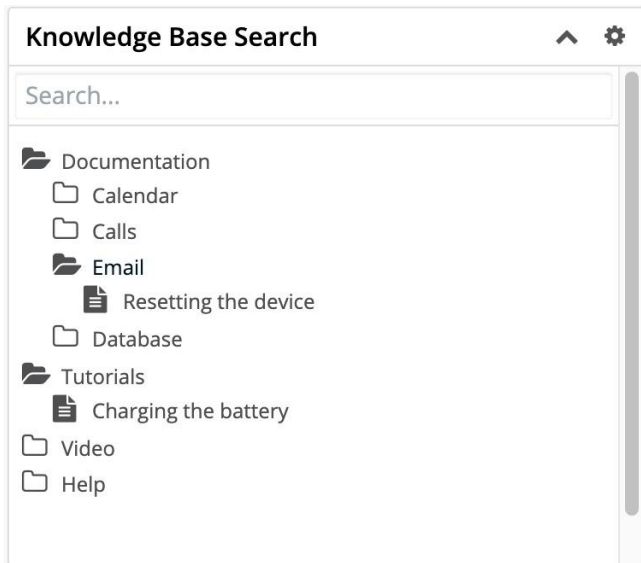 Knowledge Base Search
Search...
Documentation
Calendar
Calls
Email
Resetting the device
Database
Tutorials
Charging the battery
Video
Help